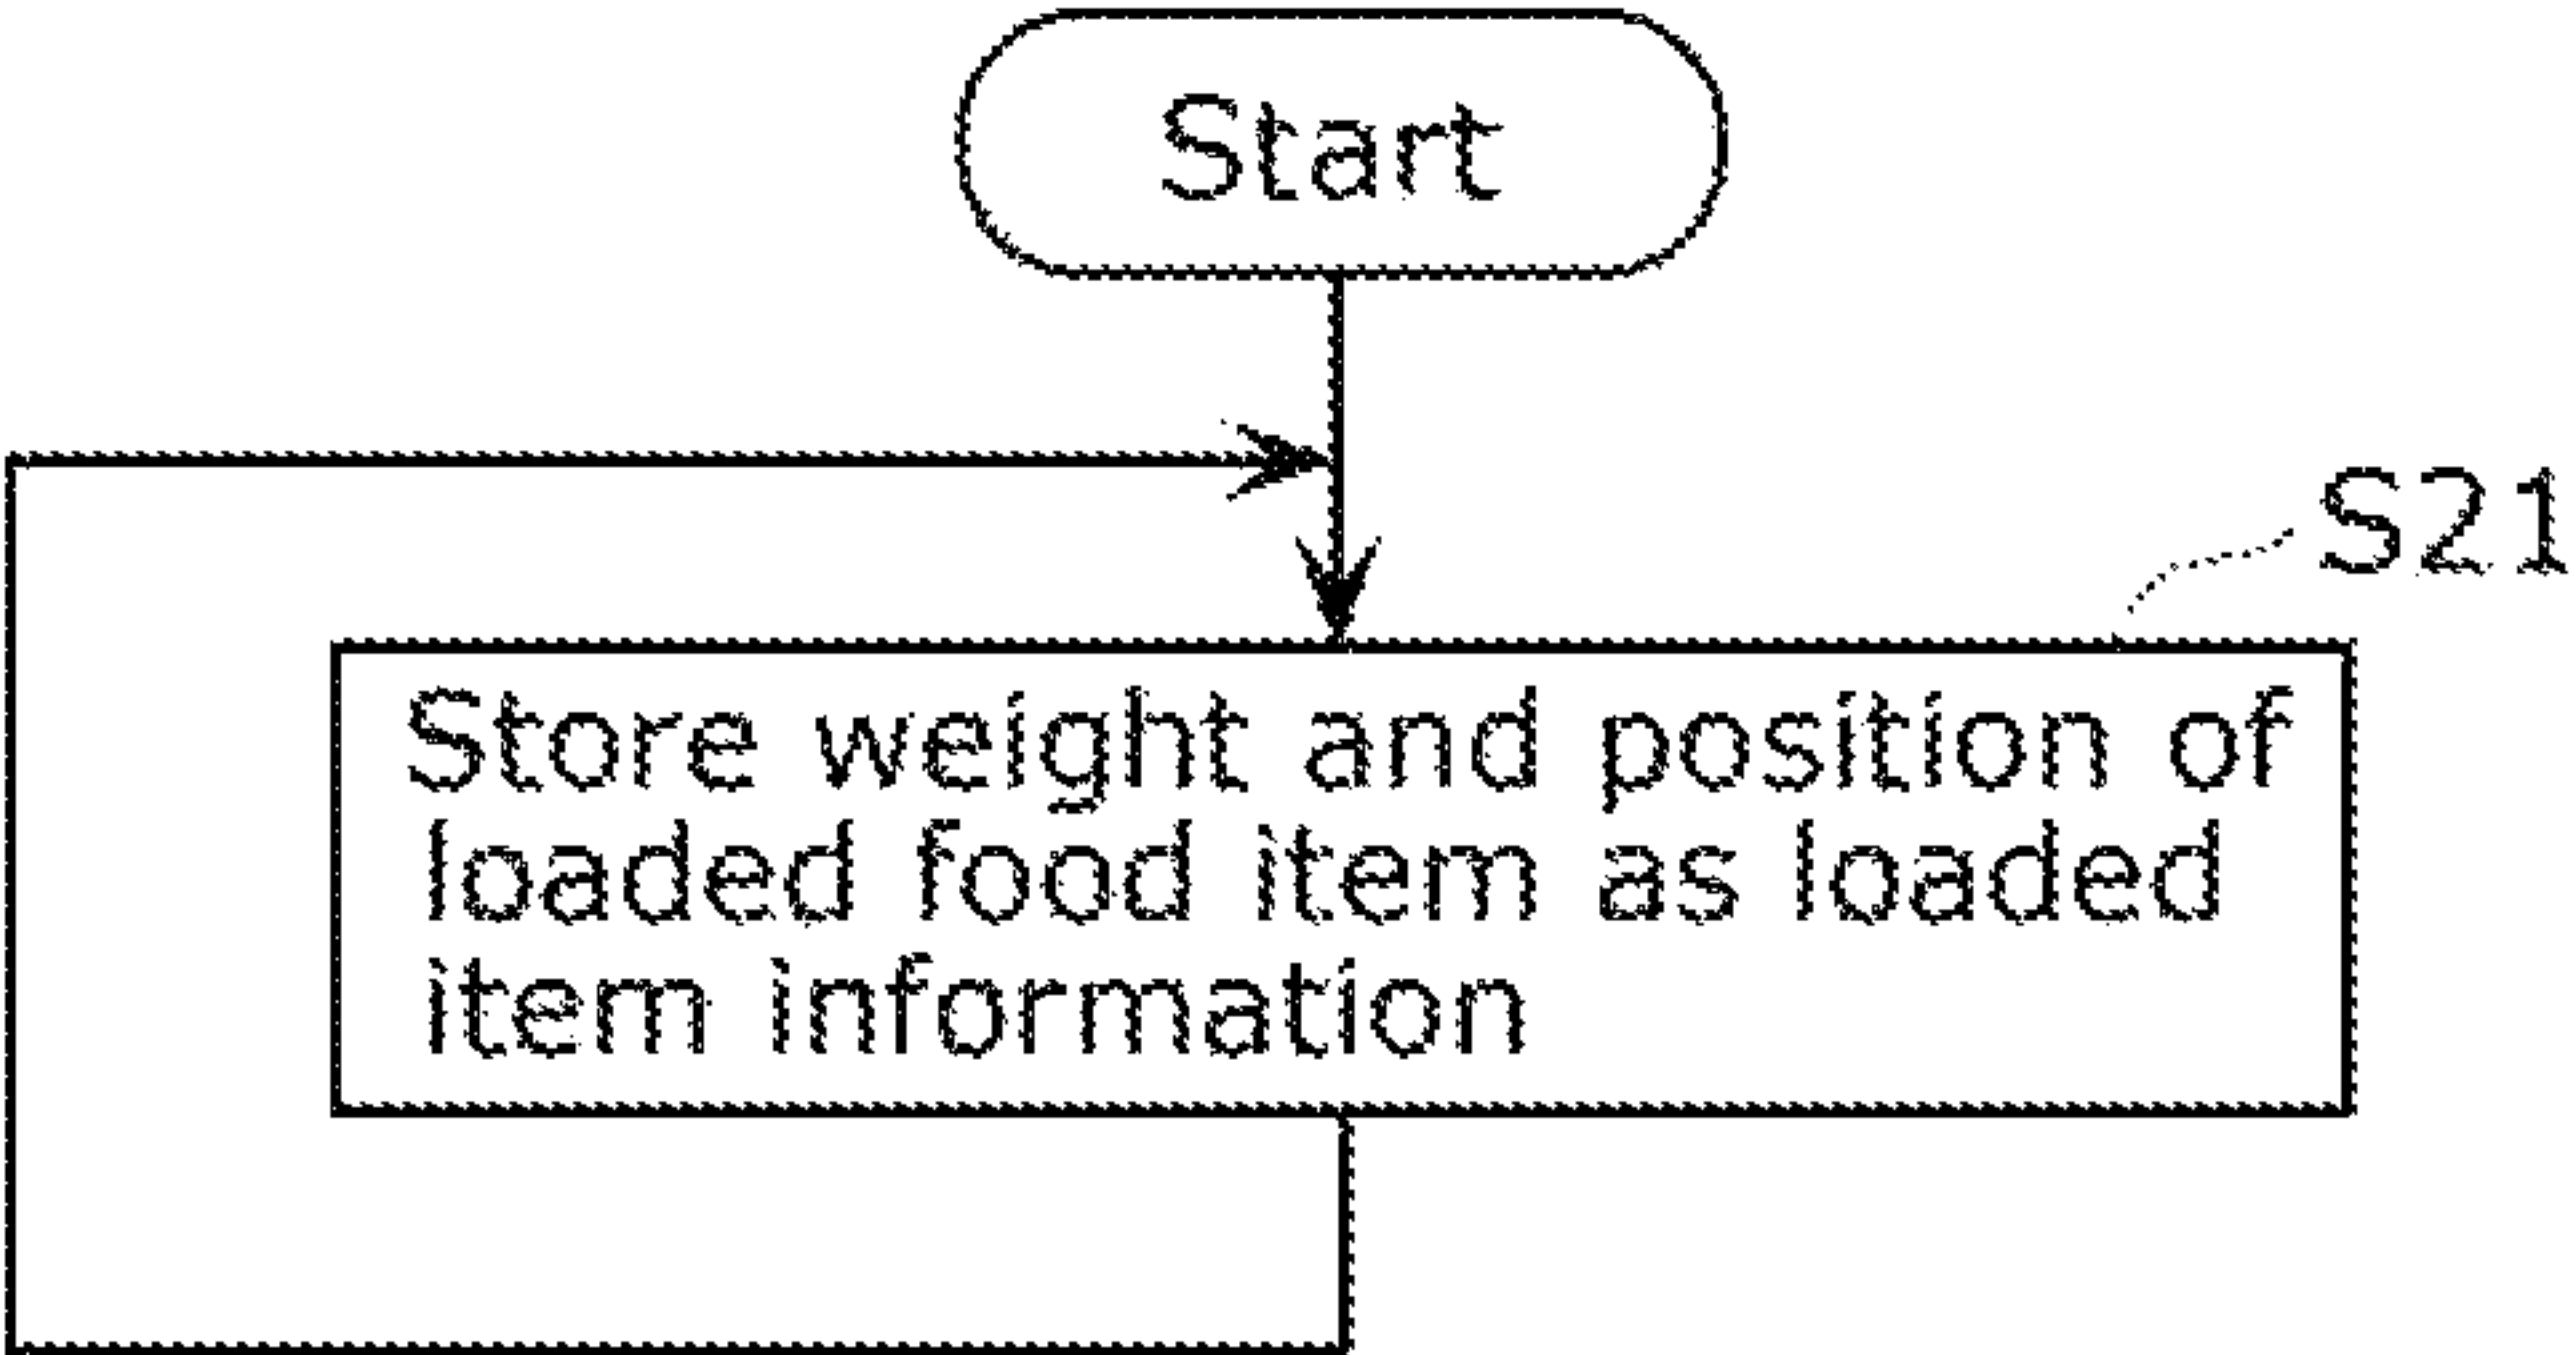 Start
S21
Store weight and position of
loaded food item as loaded
item information